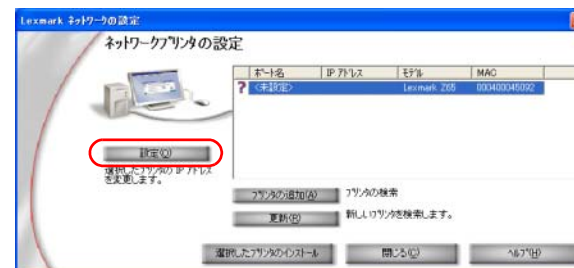 Lexmark ネットワークの設定
ネットワークプリンタの設定
ポート名 IP アドレス モデル MAC
? <未設定> Lexmark Z65 000400045092
設定(O)
選択したプリンタの IP アドレス
を変更します。
プリンタの追加(A) プリンタの検索
更新(R) 新しいプリンタを検索します。
選択したプリンタのインストール 閉じる(C) ヘルプ(H)